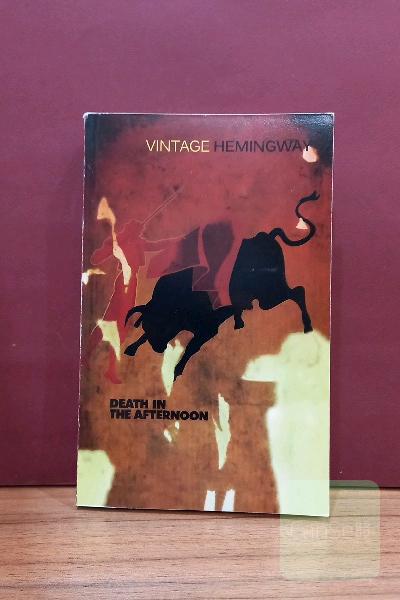 VINTAGE HEMINGWAY
DEATH IN
THE AFTERNOON